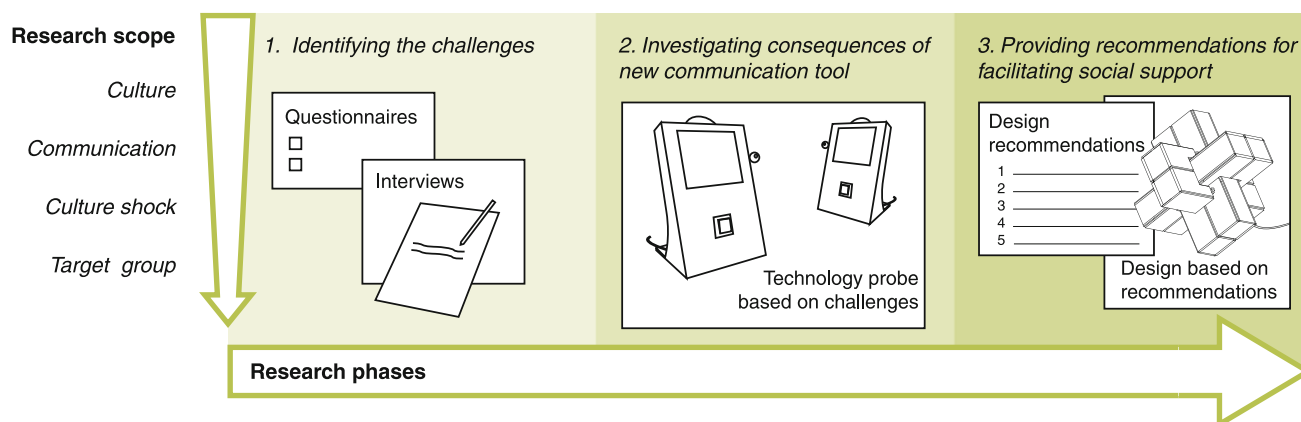 Research scope
Culture
Communication
Culture shock
Target group
1. Identifying the challenges
Questionnaires
Interviews
2. Investigating consequences of
new communication tool
Technology probe
based on challenges
3. Providing recommendations for
facilitating social support
Design
recommendations
1
2
3
4
5
Design based on
recommendations
Research phases